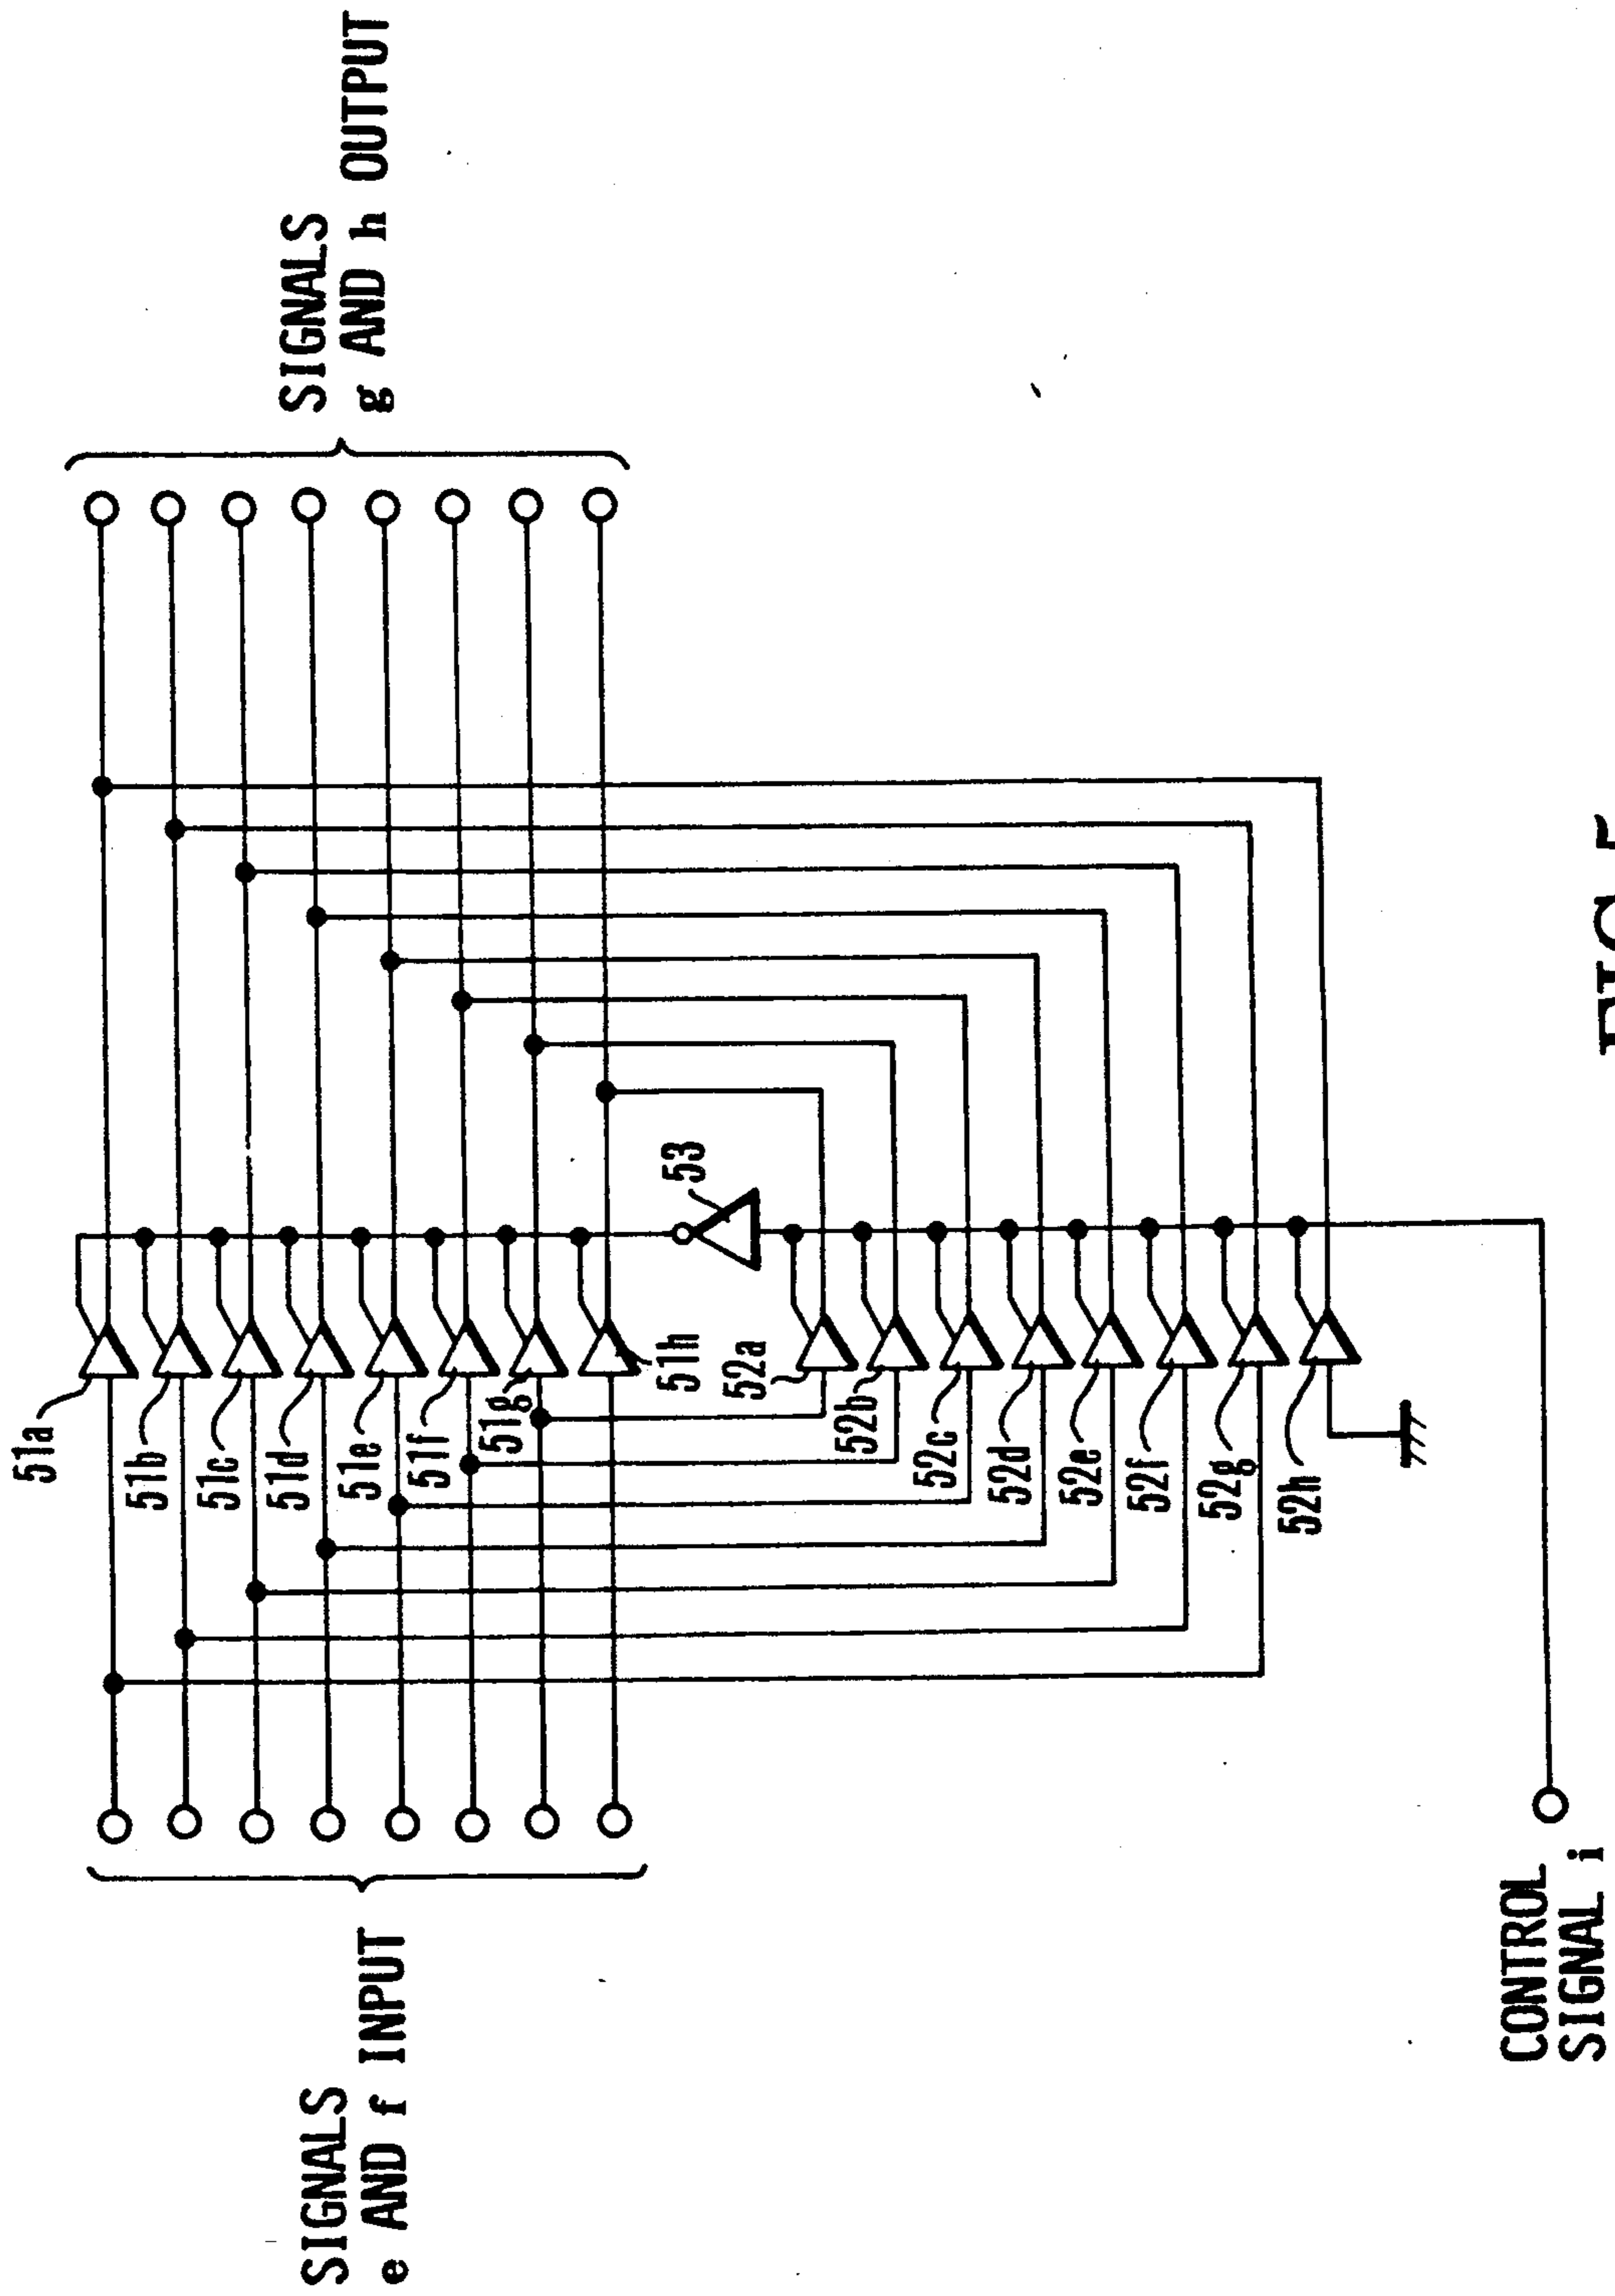 SIGNALS
e AND f INPUT
SIGNALS
g AND h OUTPUT
51a
51b
51c
51d
51e
51f
51g
51h
53
52a
52b
52c
52d
52e
52f
52g
52h
CONTROL
SIGNAL i